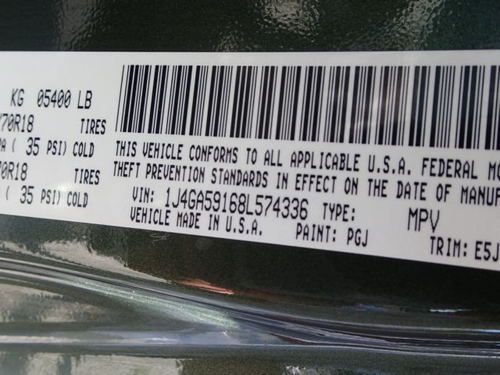 KG 05400 LB
70R18 TIRES
( 35 PSI) COLD
70R18 TIRES
( 35 PSI) COLD
THIS VEHICLE CONFORMS TO ALL APPLICABLE U.S.A. FEDERAL
THEFT PREVENTION STANDARDS IN EFFECT ON THE DATE OF MANUF
VIN: 1J4GA59168L574336 TYPE: MPV
VEHICLE MADE IN U.S.A. PAINT: PGJ TRIM: E5J